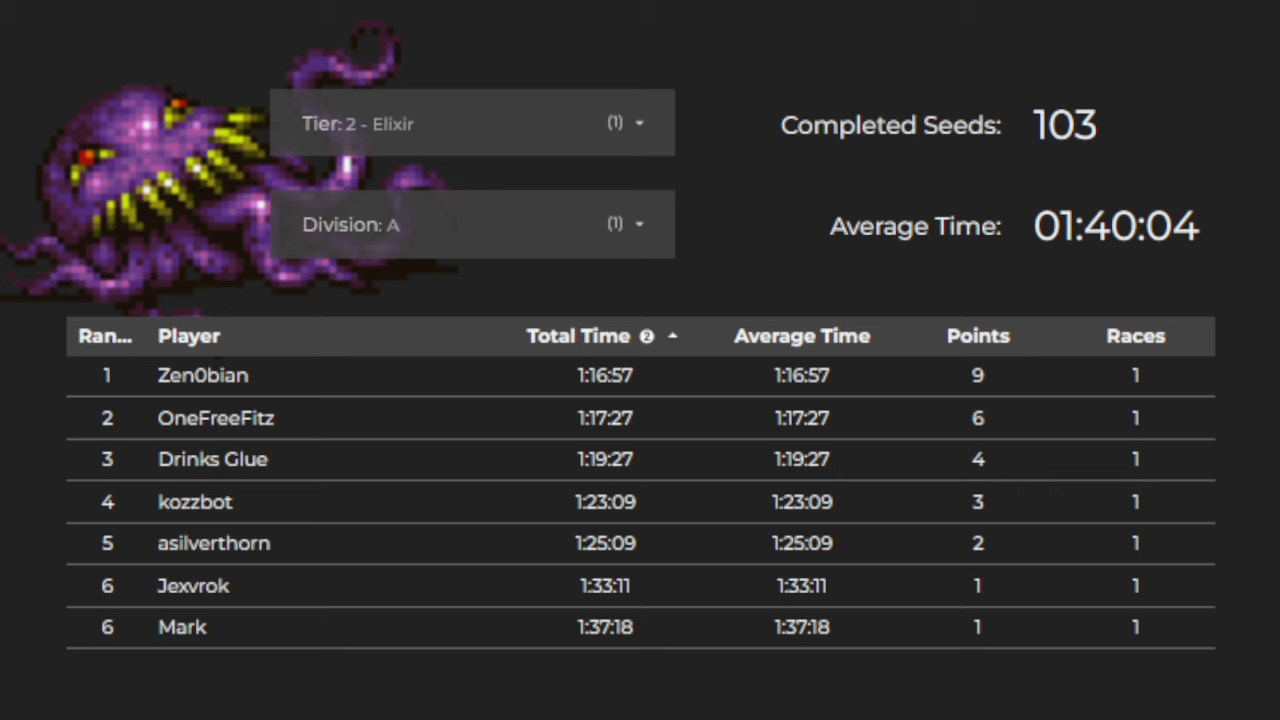 Tier: 2 - Elixir (1)
Completed Seeds: 103
Division: A (1)
Average Time: 01:40:04
Ran... Player Total Time ❷ Average Time Points Races
1 Zen0bian 1:16:57 1:16:57 9 1
2 OneFreeFitz 1:17:27 1:17:27 6 1
3 Drinks Glue 1:19:27 1:19:27 4 1
4 kozzbot 1:23:09 1:23:09 3 1
5 asilverthorn 1:25:09 1:25:09 2 1
6 Jexvrok 1:33:11 1:33:11 1 1
6 Mark 1:37:18 1:37:18 1 1